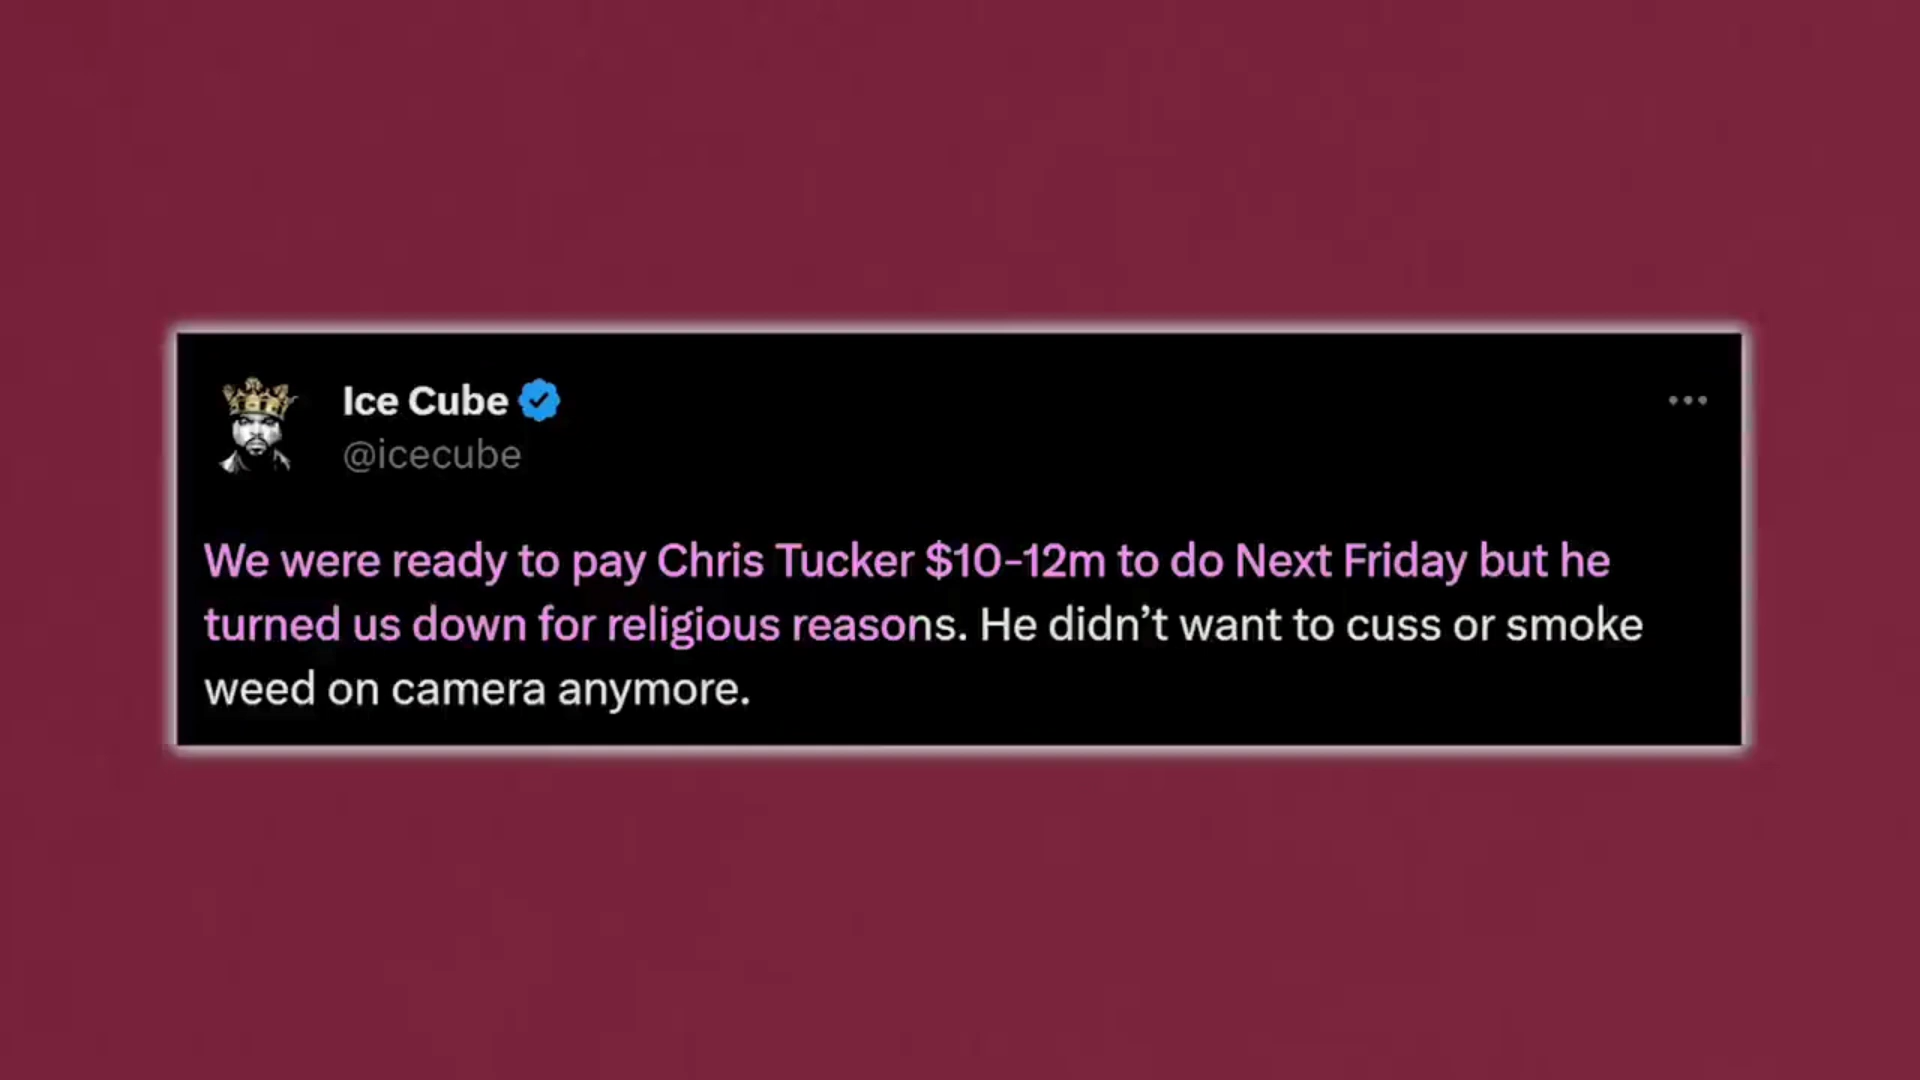 Ice Cube
@icecube
We were ready to pay Chris Tucker $10-12m to do Next Friday but he
turned us down for religious reasons. He didn’t want to cuss or smoke
weed on camera anymore.